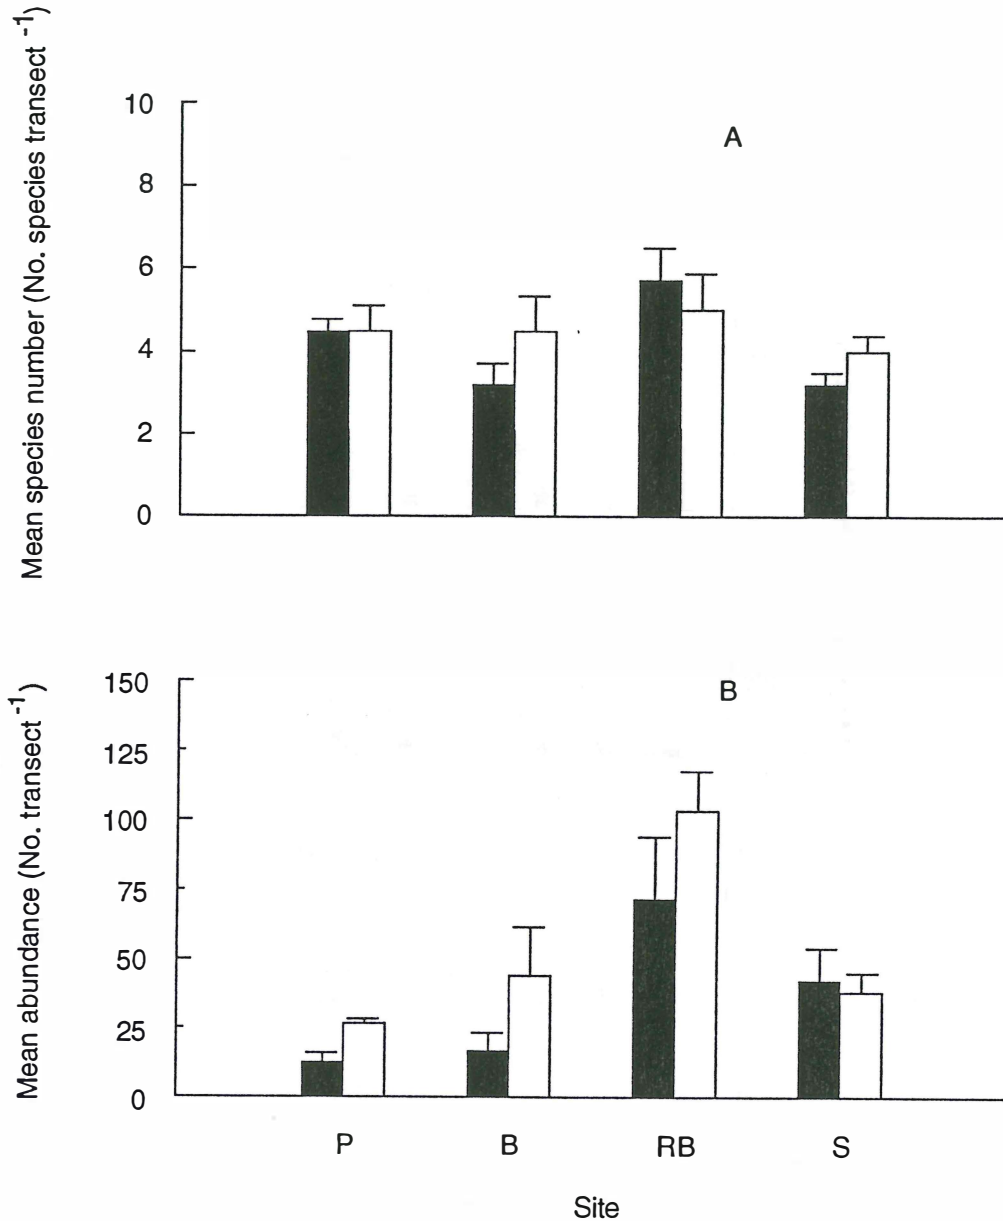 Mean species number (No. species transect -1)
10
8
6
4
2
0
A
Mean abundance (No. transect-1)
150
125
100
75
50
25
0
B
P B RB S
Site